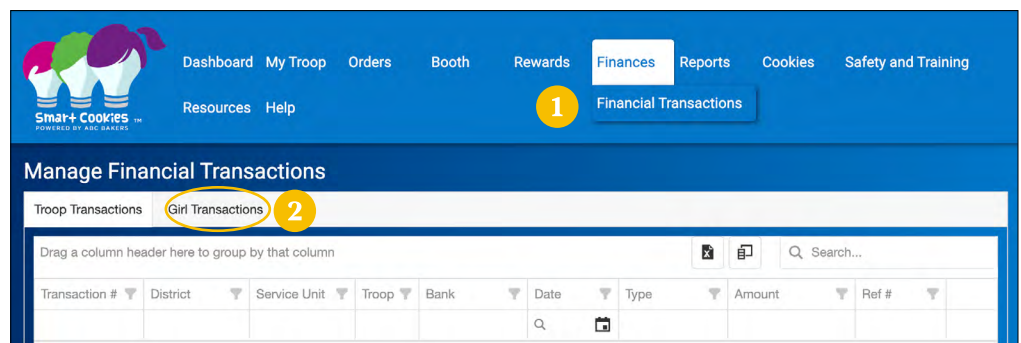 Dashboard My Troop Orders Booth Rewards Finances Reports Cookies Safety and Training
Resources Help
1 Financial Transactions
Smart Cookies TM
POWERED BY ABC BAKERS
Manage Financial Transactions
Troop Transactions Girl Transactions 2
Drag a column header here to group by that column Search...
Transaction # District Service Unit Troop Bank Date Type Amount Ref #